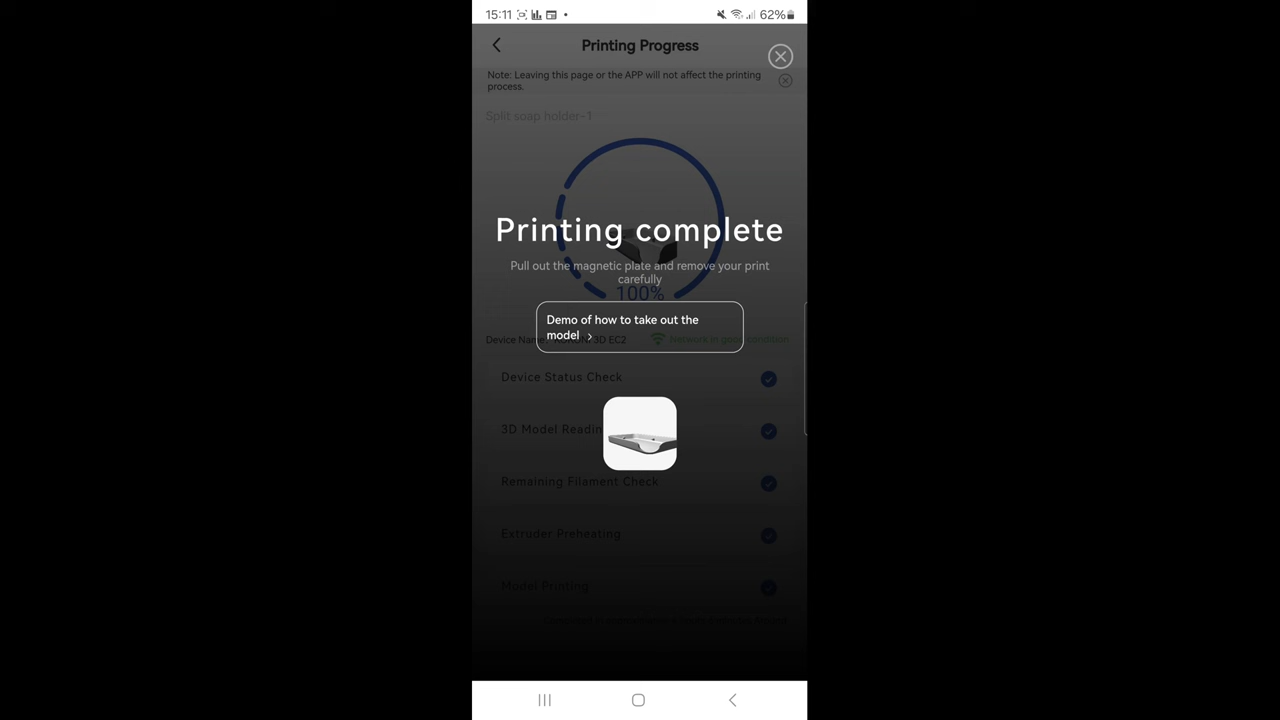 15:11
62%
Printing Progress
Note: Leaving this page or the APP will not affect the printing
process.
Split soap holder-1
Printing complete
Pull out the magnetic plate and remove your print
carefully
100%
Demo of how to take out the
model >
Device Name: 3D EC2
Network in good condition
Device Status Check
3D Model Readin
Remaining Filament Check
Extruder Preheating
Model Printing